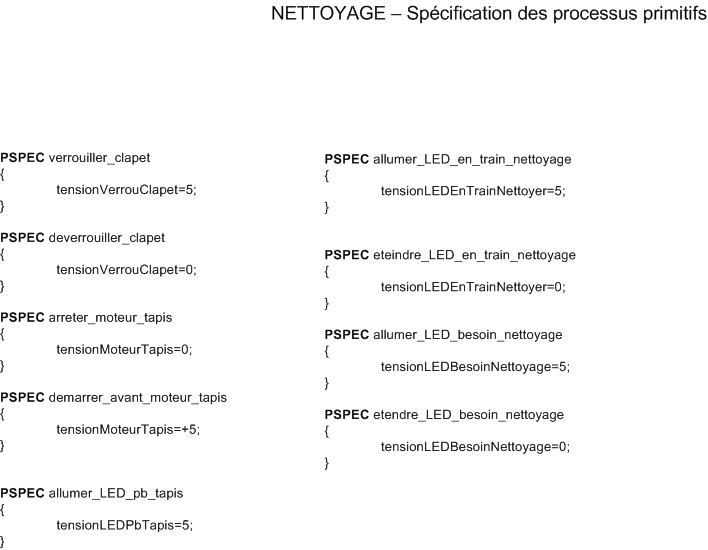 NETTOYAGE – Spécification des processus primitifs
PSPEC verrouiller_clapet
{
tensionVerrouClapet=5;
}
PSPEC deverrouiller_clapet
{
tensionVerrouClapet=0;
}
PSPEC arreter_moteur_tapis
{
tensionMoteurTapis=0;
}
PSPEC demarrer_avant_moteur_tapis
{
tensionMoteurTapis=+5;
}
PSPEC allumer_LED_pb_tapis
{
tensionLEDPbTapis=5;
}
PSPEC allumer_LED_en_train_nettoyage
{
tensionLEDEnTrainNettoyer=5;
}
PSPEC eteindre_LED_en_train_nettoyage
{
tensionLEDEnTrainNettoyer=0;
}
PSPEC allumer_LED_besoin_nettoyage
{
tensionLEDBesoinNettoyage=5;
}
PSPEC etendre_LED_besoin_nettoyage
{
tensionLEDBesoinNettoyage=0;
}